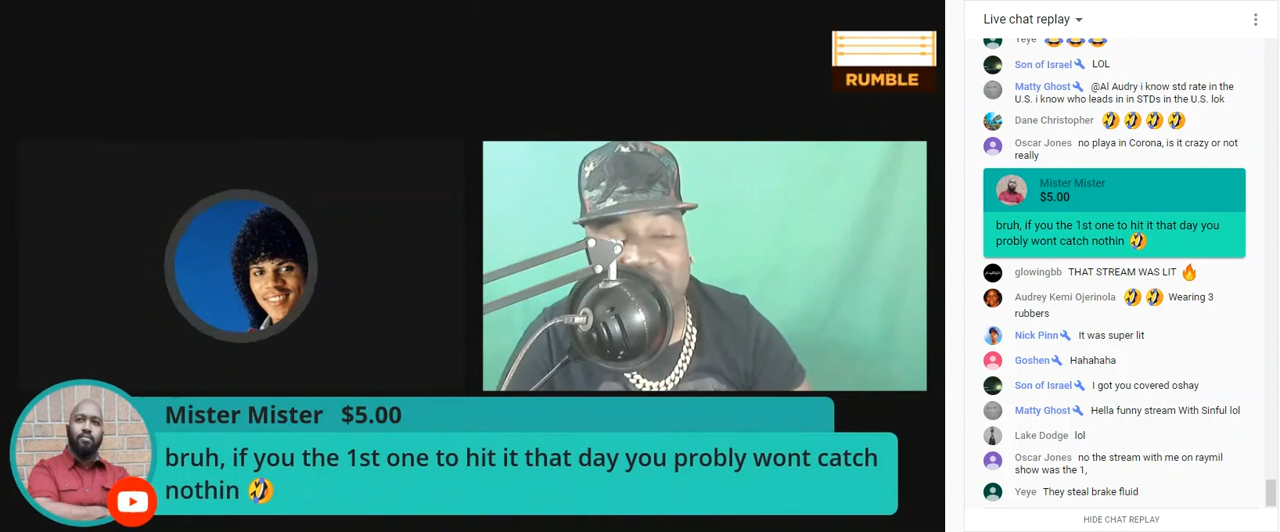 RUMBLE
Mister Mister $5.00
bruh, if you the 1st one to hit it that day you probly wont catch
nothin 🤣
Live chat replay
Yeye 😂😂😂
Son of Israel LOL
Matty Ghost @Al Audry i know std rate in the
U.S. i know who leads in in STDs in the U.S. lok
Dane Christopher 🤣🤣🤣🤣
Oscar Jones no playa in Corona, is it crazy or not
really
Mister Mister
$5.00
bruh, if you the 1st one to hit it that day you
probly wont catch nothin 🤣
glowingbb THAT STREAM WAS LIT 🔥
Audrey Kemi Ojerinola 🤣🤣 Wearing 3
rubbers
Nick Pinn It was super lit
Goshen Hahahaha
Son of Israel I got you covered oshay
Matty Ghost Hella funny stream With Sinful lol
Lake Dodge lol
Oscar Jones no the stream with me on raymil
show was the 1,
Yeye They steal brake fluid
HIDE CHAT REPLAY